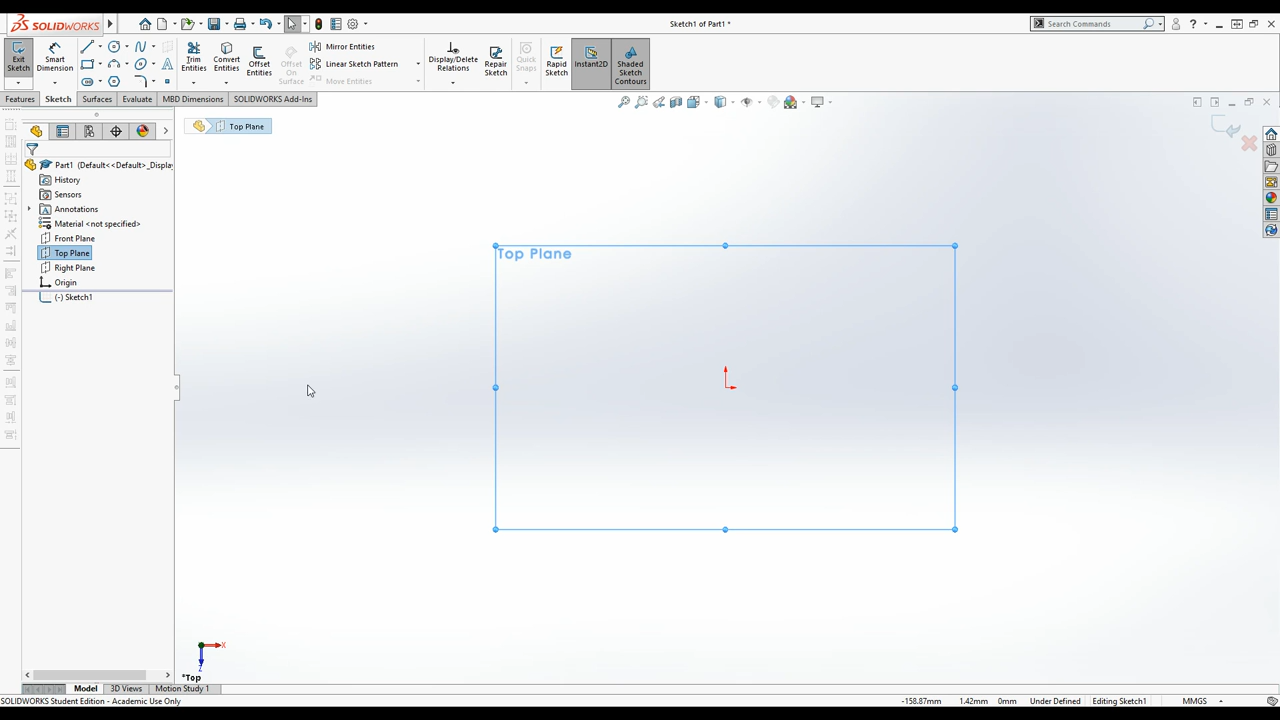 SOLIDWORKS
Sketch1 of Part1 *
Search Commands
Exit Sketch
Smart Dimension
Trim Entities
Convert Entities
Offset Entities
Offset On Surface
Mirror Entities
Linear Sketch Pattern
Move Entities
Display/Delete Relations
Repair Sketch
Quick Snaps
Rapid Sketch
Instant2D
Shaded Sketch Contours
Features
Sketch
Surfaces
Evaluate
MBD Dimensions
SOLIDWORKS Add-Ins
Top Plane
Part1 (Default<<Default>_Displa
History
Sensors
Annotations
Material <not specified>
Front Plane
Top Plane
Right Plane
Origin
(-) Sketch1
Top Plane
X
Z
*Top
Model
3D Views
Motion Study 1
SOLIDWORKS Student Edition - Academic Use Only
-158.87mm
1.42mm
0mm
Under Defined
Editing Sketch1
MMGS